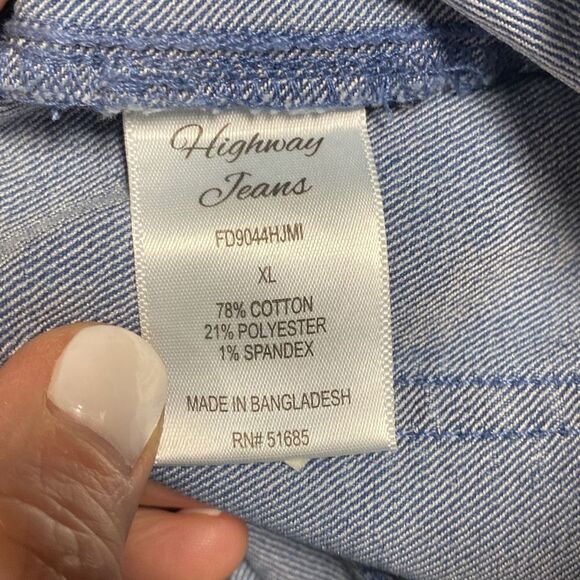 Highway
Jeans
FD9044HJMI
XL
78% COTTON
21% POLYESTER
1% SPANDEX
MADE IN BANGLADESH
RN# 51685